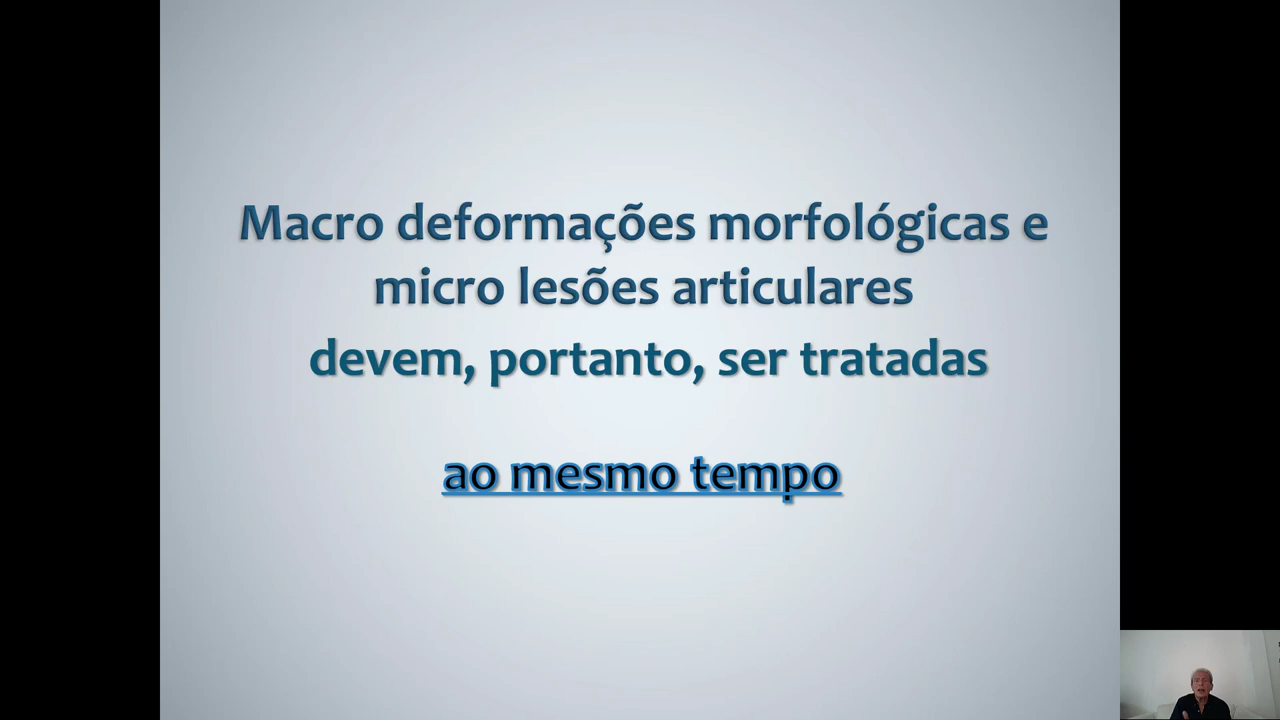 Macro deformações morfológicas e
micro lesões articulares
devem, portanto, ser tratadas
ao mesmo tempo